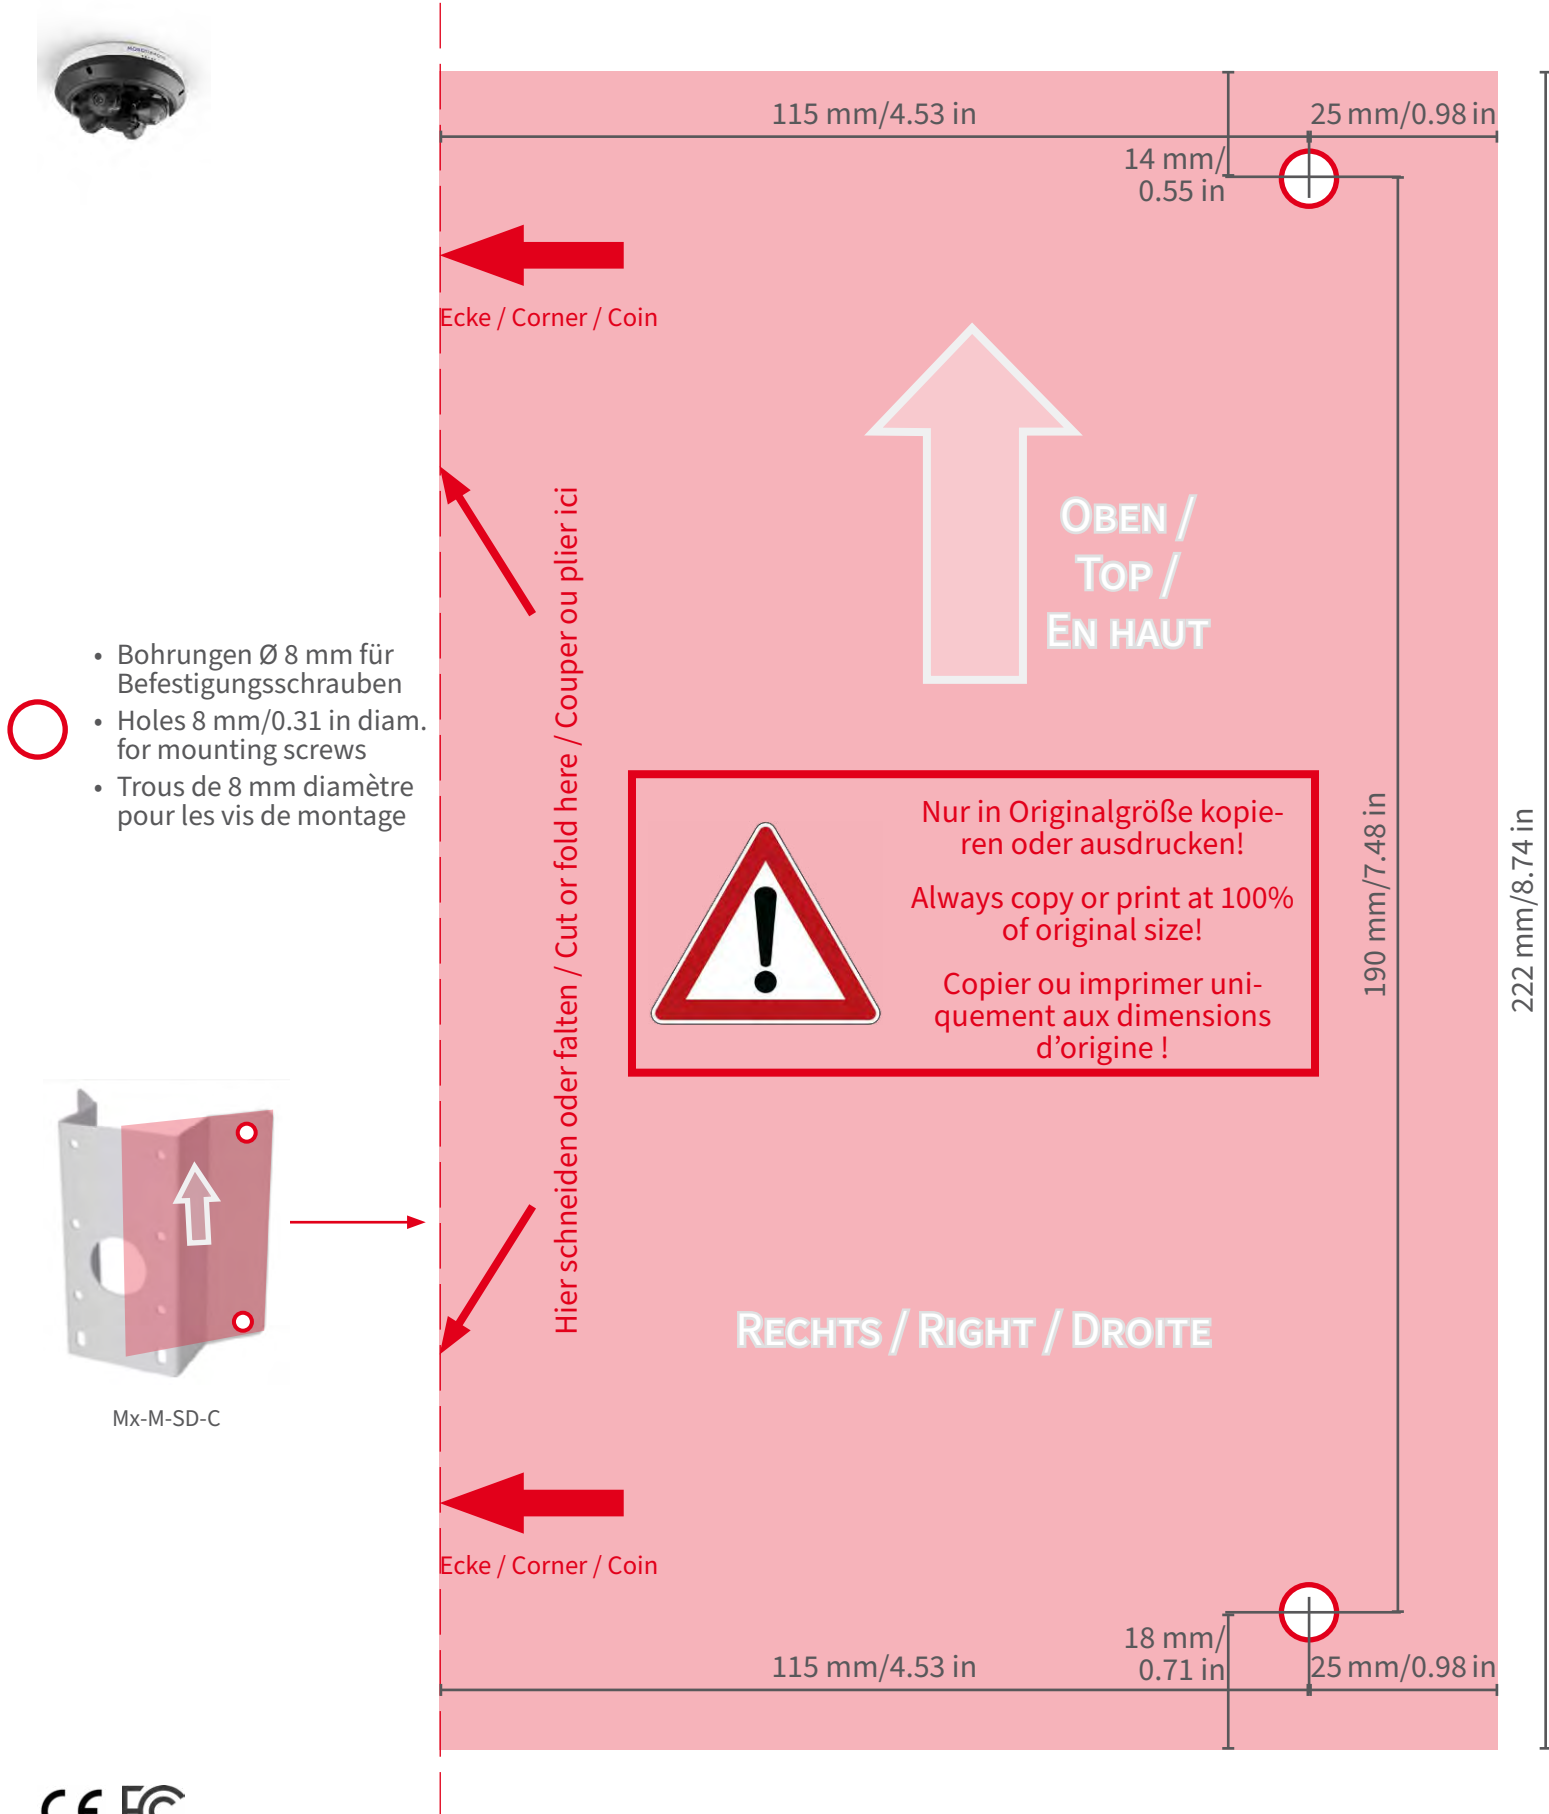 115 mm/4.53 in
25 mm/0.98 in
14 mm/
0.55 in
Ecke / Corner / Coin
OBEN /
TOP /
EN HAUT
Hier schneiden oder falten / Cut or fold here / Couper ou plier ici
• Bohrungen Ø 8 mm für
Befestigungsschrauben
• Holes 8 mm/0.31 in diam.
for mounting screws
• Trous de 8 mm diamètre
pour les vis de montage
Nur in Originalgröße kopie-
ren oder ausdrucken!
Always copy or print at 100%
of original size!
Copier ou imprimer uni-
quement aux dimensions
d’origine !
190 mm/7.48 in
222 mm/8.74 in
RECHTS / RIGHT / DROITE
Mx-M-SD-C
Ecke / Corner / Coin
18 mm/
0.71 in
115 mm/4.53 in
25 mm/0.98 in
CE FC